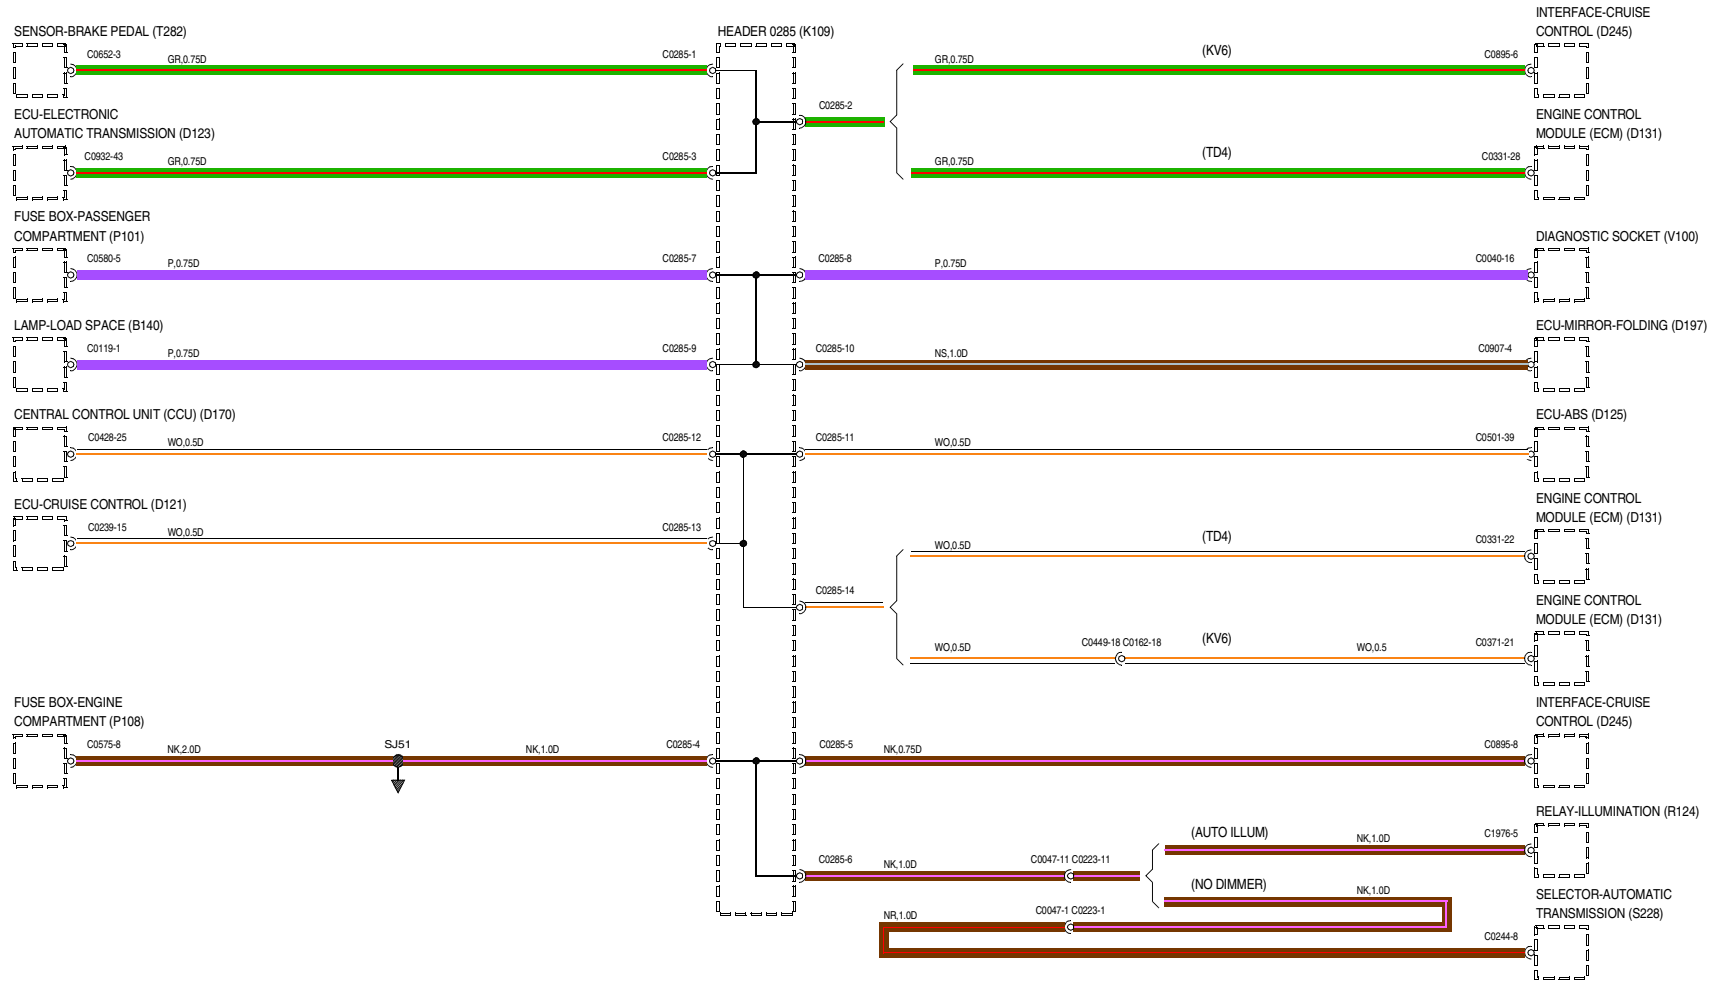 SENSOR-BRAKE PEDAL (T282)
C0652-3
GR,0.75D
C0285-1
ECU-ELECTRONIC
AUTOMATIC TRANSMISSION (D123)
C0932-43
GR,0.75D
C0285-3
FUSE BOX-PASSENGER
COMPARTMENT (P101)
C0580-5
P,0.75D
C0285-7
LAMP-LOAD SPACE (B140)
C0119-1
P,0.75D
C0285-9
CENTRAL CONTROL UNIT (CCU) (D170)
C0428-25
WO,0.5D
C0285-12
ECU-CRUISE CONTROL (D121)
C0239-15
WO,0.5D
C0285-13
FUSE BOX-ENGINE
COMPARTMENT (P108)
C0575-8
NK,2.0D
SJ51
NK,1.0D
C0285-4
HEADER 0285 (K109)
C0285-2
GR,0.75D
(KV6)
C0895-6
INTERFACE-CRUISE
CONTROL (D245)
GR,0.75D
(TD4)
C0331-28
ENGINE CONTROL
MODULE (ECM) (D131)
C0285-8
P,0.75D
C0040-16
DIAGNOSTIC SOCKET (V100)
C0285-10
NS,1.0D
C0907-4
ECU-MIRROR-FOLDING (D197)
C0285-11
WO,0.5D
C0501-39
ECU-ABS (D125)
C0285-14
WO,0.5D
(TD4)
C0331-22
ENGINE CONTROL
MODULE (ECM) (D131)
WO,0.5D
C0449-18 C0162-18
(KV6)
WO,0.5
C0371-21
ENGINE CONTROL
MODULE (ECM) (D131)
C0285-5
NK,0.75D
C0895-8
INTERFACE-CRUISE
CONTROL (D245)
C0285-6
NK,1.0D
C0047-11 C0223-11
(AUTO ILLUM)
NK,1.0D
C1976-5
RELAY-ILLUMINATION (R124)
(NO DIMMER)
NK,1.0D
C0047-1 C0223-1
NR,1.0D
C0244-8
SELECTOR-AUTOMATIC
TRANSMISSION (S228)